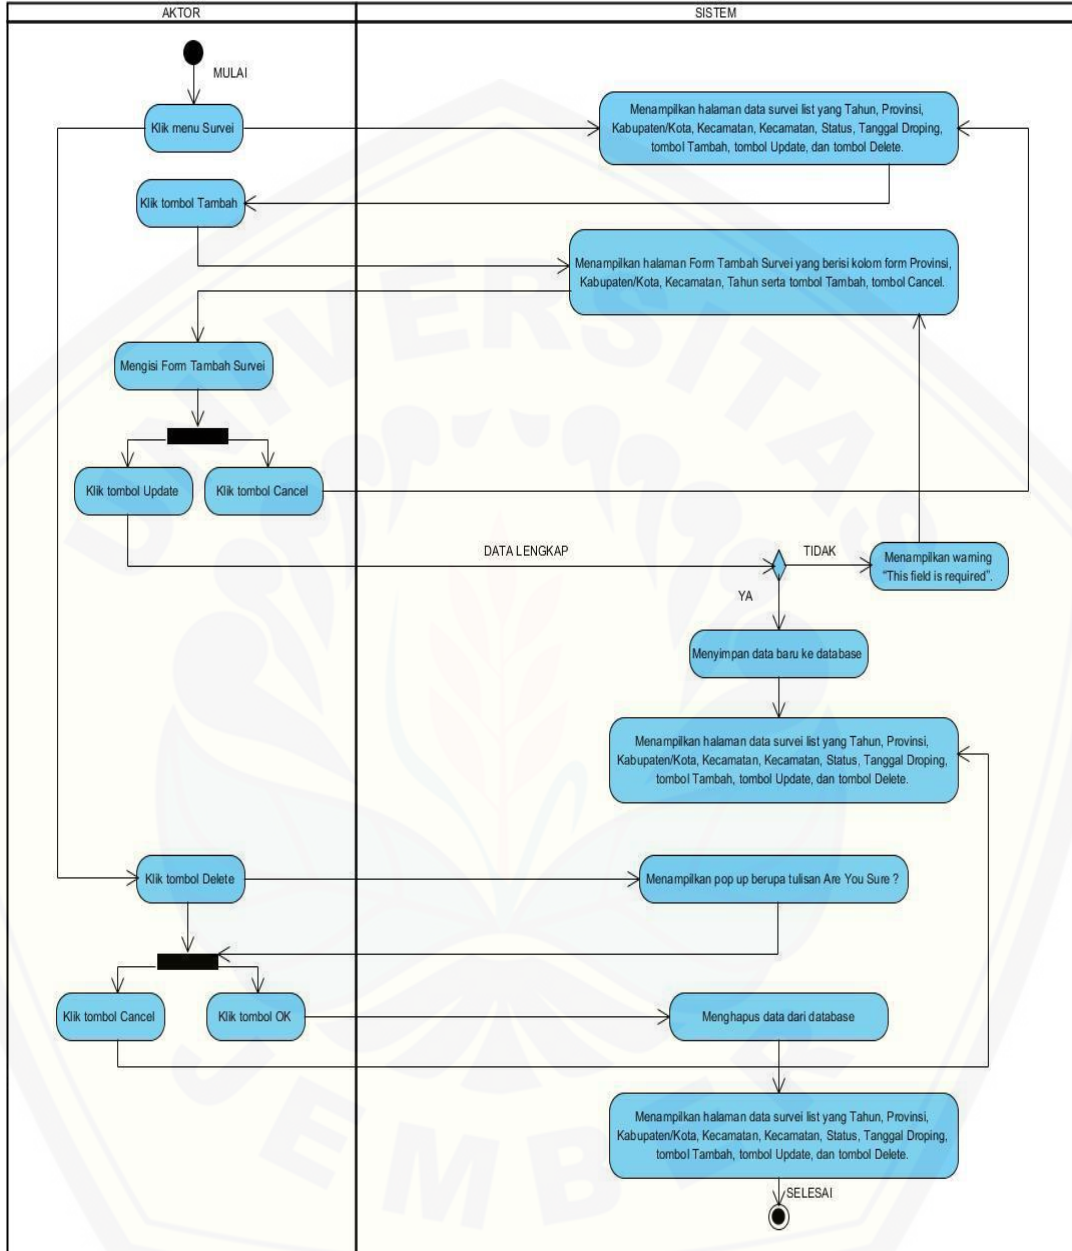 AKTOR
SISTEM
MULAI
Klik menu Survei
Menampilkan halaman data survei list yang Tahun, Provinsi,
Kabupaten/Kota, Kecamatan, Kecamatan, Status, Tanggal Droping,
tombol Tambah, tombol Update, dan tombol Delete.
Klik tombol Tambah
Menampilkan halaman Form Tambah Survei yang berisi kolom form Provinsi,
Kabupaten/Kota, Kecamatan, Tahun serta tombol Tambah, tombol Cancel.
Mengisi Form Tambah Survei
Klik tombol Update
Klik tombol Cancel
DATA LENGKAP
TIDAK
Menampilkan warning
"This field is required".
YA
Menyimpan data baru ke database
Menampilkan halaman data survei list yang Tahun, Provinsi,
Kabupaten/Kota, Kecamatan, Kecamatan, Status, Tanggal Droping,
tombol Tambah, tombol Update, dan tombol Delete.
Klik tombol Delete
Menampilkan pop up berupa tulisan Are You Sure ?
Klik tombol Cancel
Klik tombol OK
Menghapus data dari database
Menampilkan halaman data survei list yang Tahun, Provinsi,
Kabupaten/Kota, Kecamatan, Kecamatan, Status, Tanggal Droping,
tombol Tambah, tombol Update, dan tombol Delete.
SELESAI
UNIVERSITAS
JEMBER